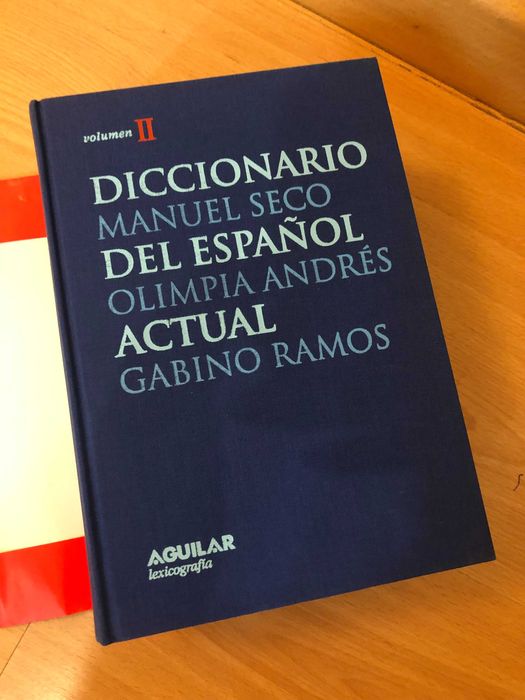 volumen II
DICCIONARIO
MANUEL SECO
DEL ESPAÑOL
OLIMPIA ANDRÉS
ACTUAL
GABINO RAMOS
AGUILAR
lexicografía